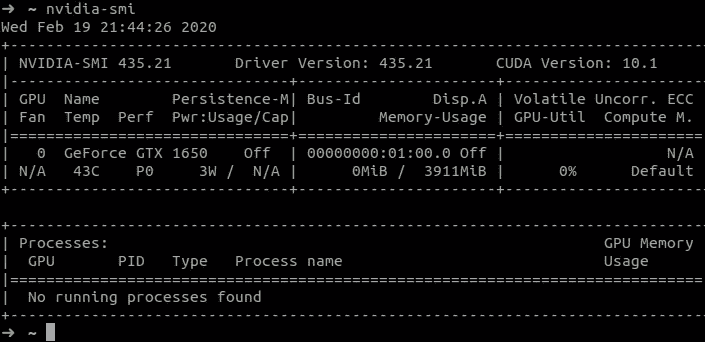 ➜  ~ nvidia-smi
Wed Feb 19 21:44:26 2020
+-----------------------------------------------------------------------------
| NVIDIA-SMI 435.21       Driver Version: 435.21       CUDA Version: 10.1
|-------------------------------+----------------------+----------------------
| GPU  Name        Persistence-M| Bus-Id        Disp.A | Volatile Uncorr. ECC
| Fan  Temp  Perf  Pwr:Usage/Cap|         Memory-Usage | GPU-Util  Compute M.
|===============================+======================+======================
|   0  GeForce GTX 1650    Off  | 00000000:01:00.0 Off |                  N/A
| N/A   43C    P0     3W /  N/A |      0MiB /  3911MiB |      0%      Default
+-------------------------------+----------------------+----------------------

+-----------------------------------------------------------------------------
| Processes:                                                       GPU Memory
|  GPU       PID   Type   Process name                             Usage
|=============================================================================
|  No running processes found
+-----------------------------------------------------------------------------
➜  ~